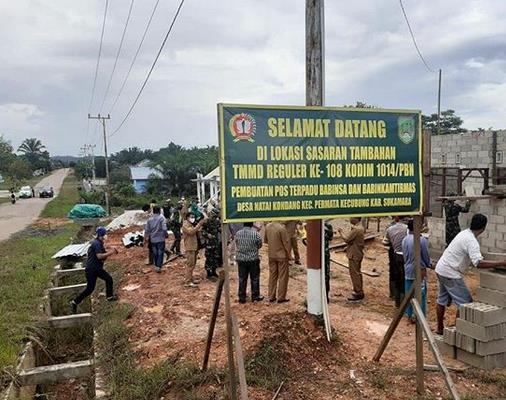 SELAMAT DATANG
DI LOKASI SASARAN TAMBAHAN
TMMD REGULER KE- 108 KODIM 1014/PBN
PEMBUATAN POS TERPADU BABINSA DAN BABINKAMTIBMAS
DESA NATAI KONDANG KEC. PERMATA KECUBUNG KAB. SUKAMARA